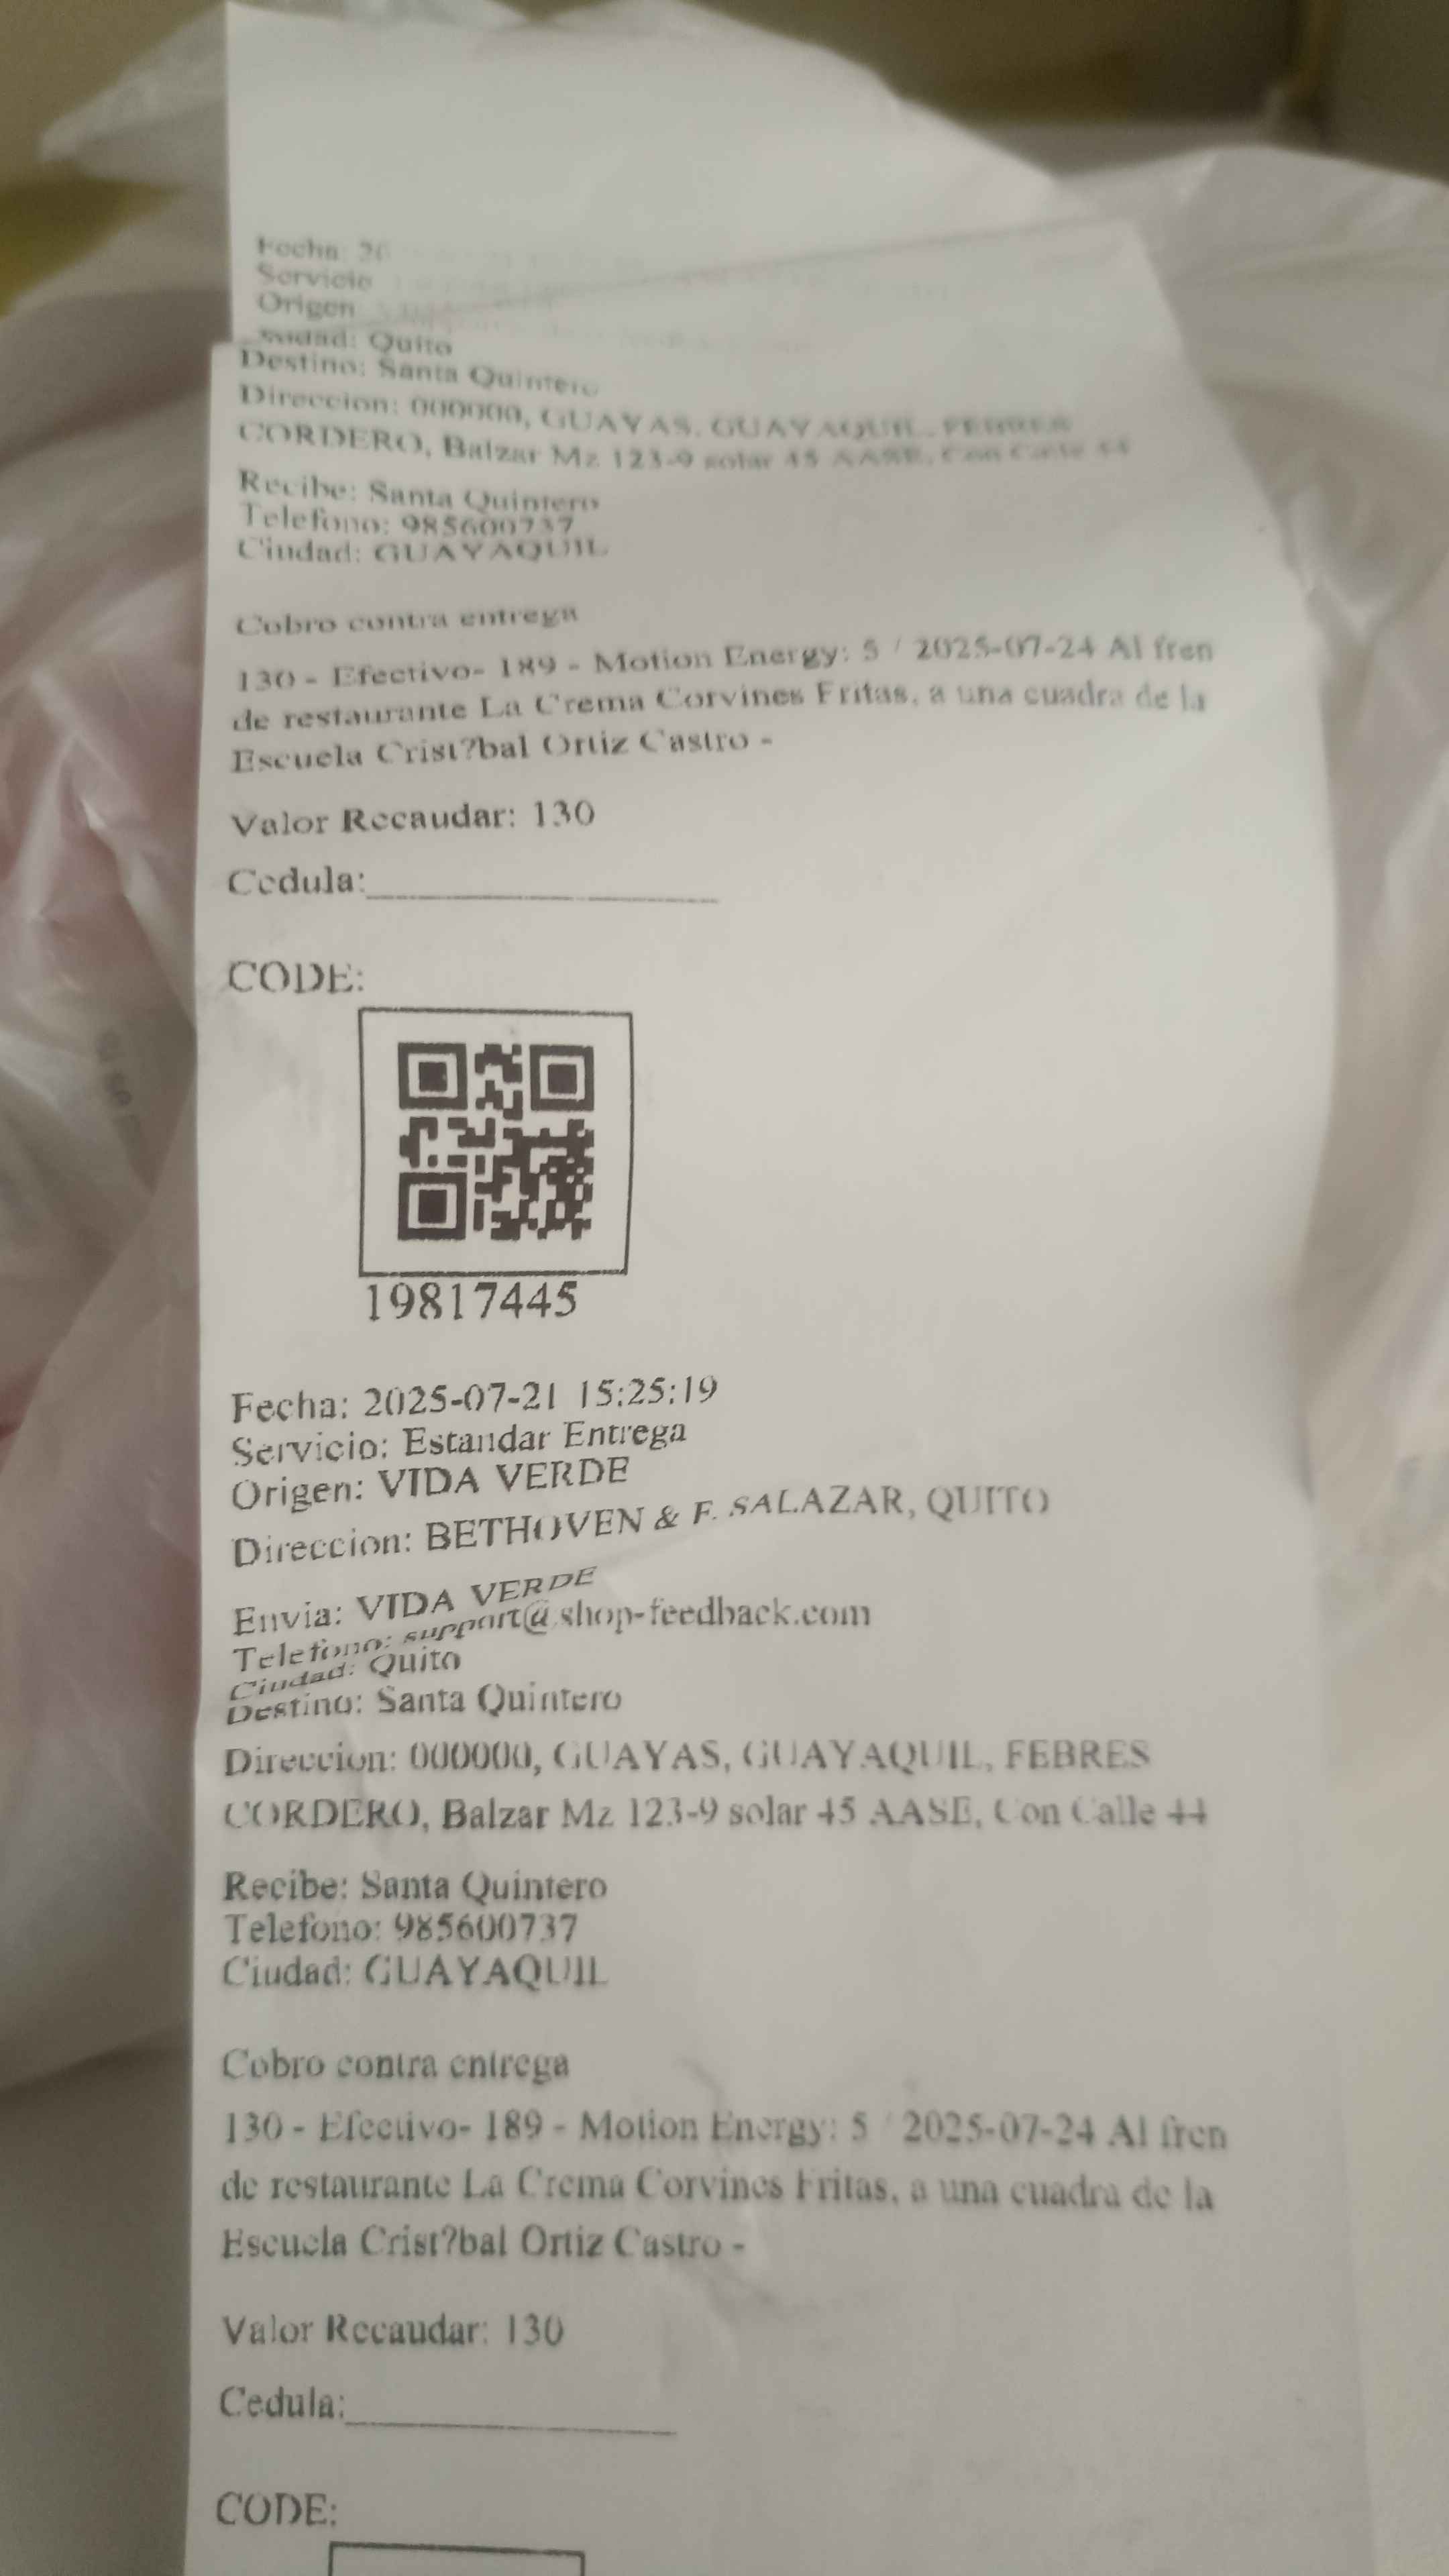 Fecha: 20
Servicio
Origen
Ciudad: Quito
Destino: Santa Quintero
Direccion: 000000, GUAYAS, GUAYAQUIL, FEBRES
CORDERO, Balzar Mz 123-9 solar 45 AASE, Con Calle 44
Recibe: Santa Quintero
Telefono: 985600737
Ciudad: GUAYAQUIL
Cobro contra entrega
130 - Efectivo- 189 - Motion Energy: 5 / 2025-07-24 Al fren
de restaurante La Crema Corvines Fritas, a una cuadra de la
Escuela Crist?bal Ortiz Castro -
Valor Recaudar: 130
Cedula:
CODE:
19817445
Fecha: 2025-07-21 15:25:19
Servicio: Estandar Entrega
Origen: VIDA VERDE
Direccion: BETHOVEN & F. SALAZAR, QUITO
Envia: VIDA VERDE
Telefono: support@shop-feedback.com
Ciudad: Quito
Destino: Santa Quintero
Direccion: 000000, GUAYAS, GUAYAQUIL, FEBRES
CORDERO, Balzar Mz 123-9 solar 45 AASE, Con Calle 44
Recibe: Santa Quintero
Telefono: 985600737
Ciudad: GUAYAQUIL
Cobro contra entrega
130 - Efectivo- 189 - Motion Energy: 5 / 2025-07-24 Al fren
de restaurante La Crema Corvines Fritas, a una cuadra de la
Escuela Crist?bal Ortiz Castro -
Valor Recaudar: 130
Cedula:
CODE: